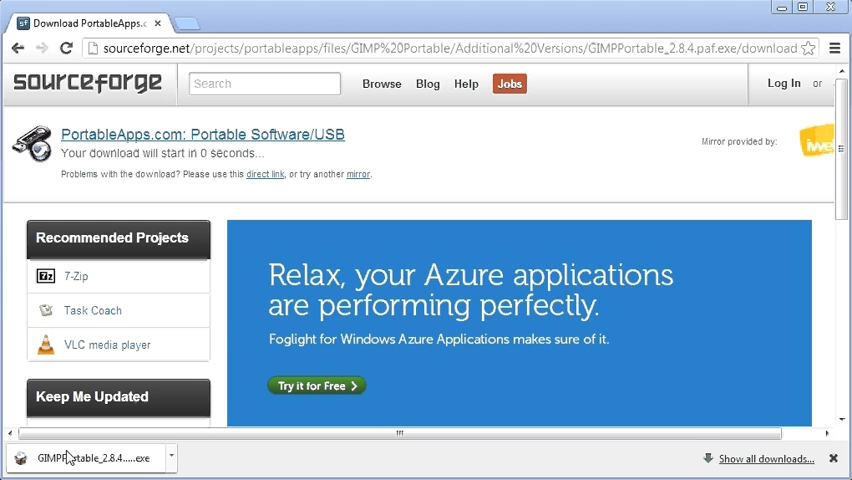 Download PortableApps.c
sourceforge.net/projects/portableapps/files/GIMP%20Portable/Additional%20Versions/GIMPPortable_2.8.4.paf.exe/download
sourceforge
Search
Browse Blog Help Jobs
Log In or
PortableApps.com: Portable Software/USB
Your download will start in 0 seconds...
Problems with the download? Please use this direct link, or try another mirror.
Mirror provided by:
iwe
Recommended Projects
7-Zip
Task Coach
VLC media player
Keep Me Updated
Relax, your Azure applications
are performing perfectly.
Foglight for Windows Azure Applications makes sure of it.
Try it for Free
GIMPPortable_2.8.4.....exe
Show all downloads...